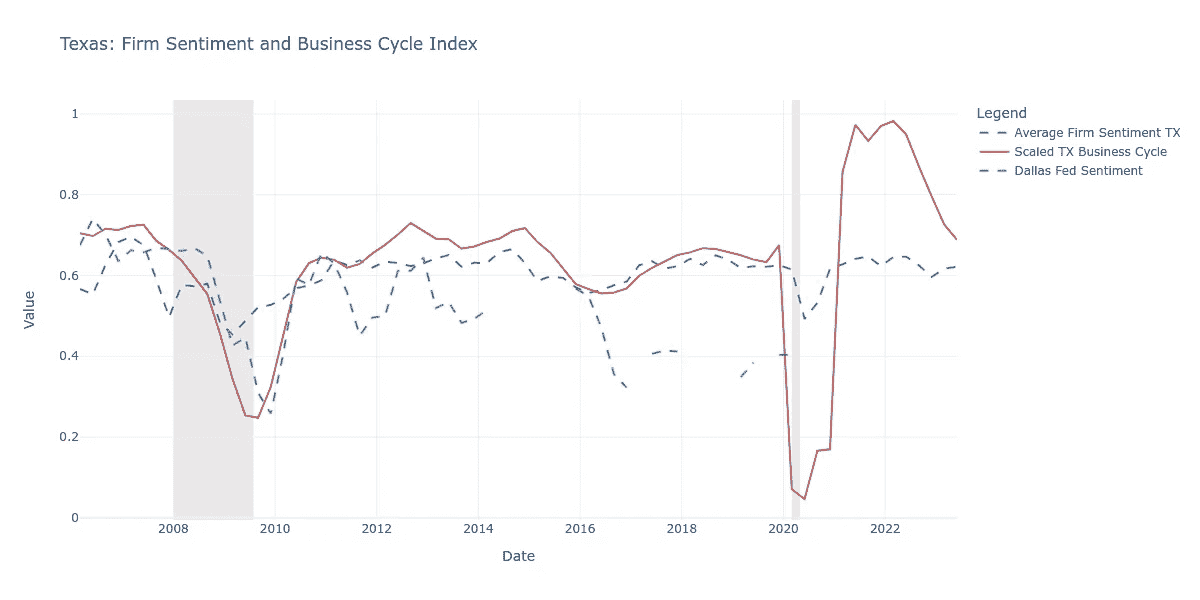 Texas: Firm Sentiment and Business Cycle Index
Legend
Average Firm Sentiment TX
Scaled TX Business Cycle
Dallas Fed Sentiment
Value
1
0.8
0.6
0.4
0.2
0
2008
2010
2012
2014
2016
2018
2020
2022
Date